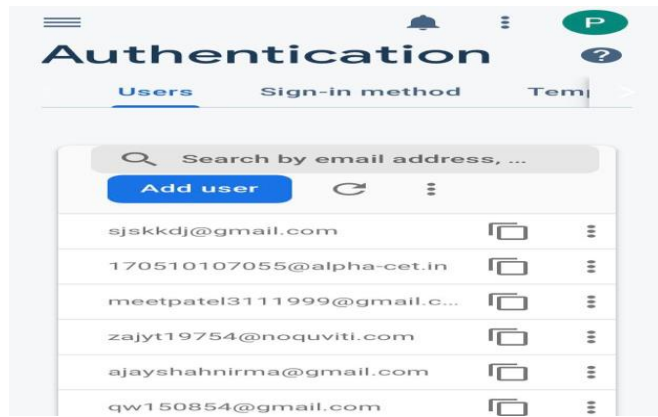 P
Authentication ?
Users Sign-in method Tem
Search by email address, ...
Add user
sjskkdj@gmail.com
170510107055@alpha-cet.in
meetpatel3111999@gmail.c...
zajyt19754@noquviti.com
ajayshahnirma@gmail.com
qw150854@gmail.com